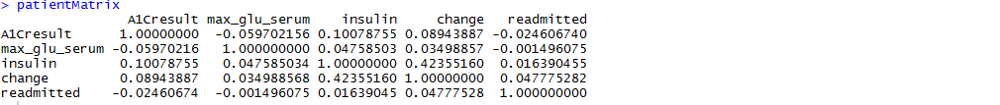 > patientMatrix
A1Cresult max_glu_serum insulin change readmitted
A1Cresult 1.00000000 -0.059702156 0.10078755 0.08943887 -0.024606740
max_glu_serum -0.05970216 1.000000000 0.04758503 0.03498857 -0.001496075
insulin 0.10078755 0.047585034 1.00000000 0.42355160 0.016390455
change 0.08943887 0.034988568 0.42355160 1.00000000 0.047775282
readmitted -0.02460674 -0.001496075 0.01639045 0.04777528 1.000000000